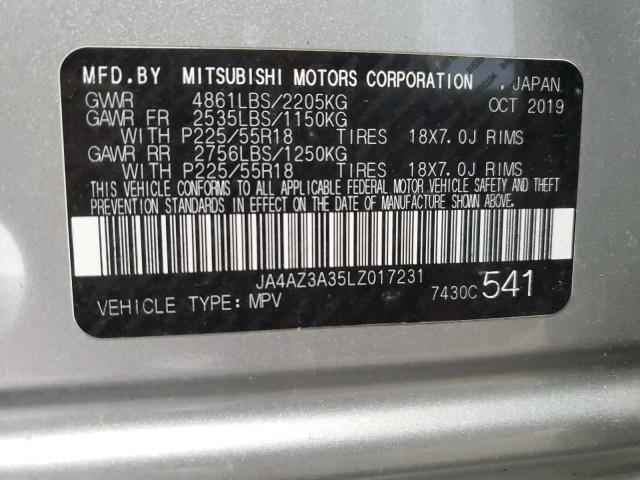 MFD.BY MITSUBISHI MOTORS CORPORATION , JAPAN
GVWR 4861LBS/2205KG OCT 2019
GAWR FR 2535LBS/1150KG
WITH P225/55R18 TIRES 18X7.0J RIMS
GAWR RR 2756LBS/1250KG
WITH P225/55R18 TIRES 18X7.0J RIMS
THIS VEHICLE CONFORMS TO ALL APPLICABLE FEDERAL MOTOR VEHICLE SAFETY AND THEFT
PREVENTION STANDARDS IN EFFECT ON THE DATE OF MANUFACTURE SHOWN ABOVE.
JA4AZ3A35LZ017231
VEHICLE TYPE: MPV 7430C 541